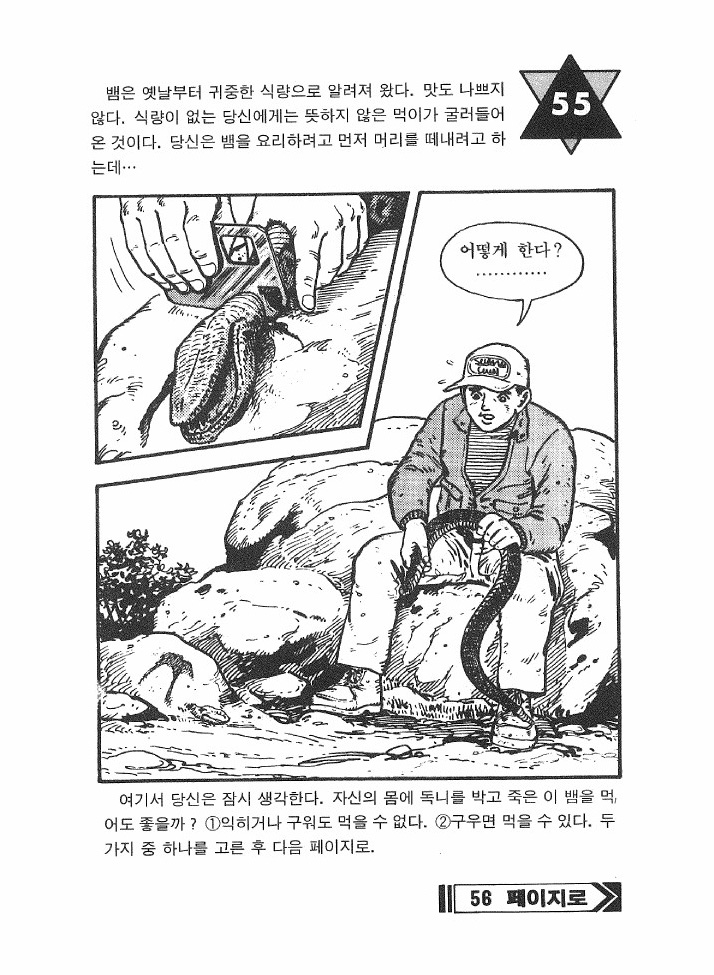 뱀은 옛날부터 귀중한 식량으로 알려져 왔다. 맛도 나쁘지
않다. 식량이 없는 당신에게는 뜻하지 않은 먹이가 굴러들어
온 것이다. 당신은 뱀을 요리하려고 먼저 머리를 떼내려고 하
는데…
55
어떻게 한다?
…………
여기서 당신은 잠시 생각한다. 자신의 몸에 독니를 박고 죽은 이 뱀을 먹
어도 좋을까? ①익히거나 구워도 먹을 수 없다. ②구우면 먹을 수 있다. 두
가지 중 하나를 고른 후 다음 페이지로.
56 페이지로